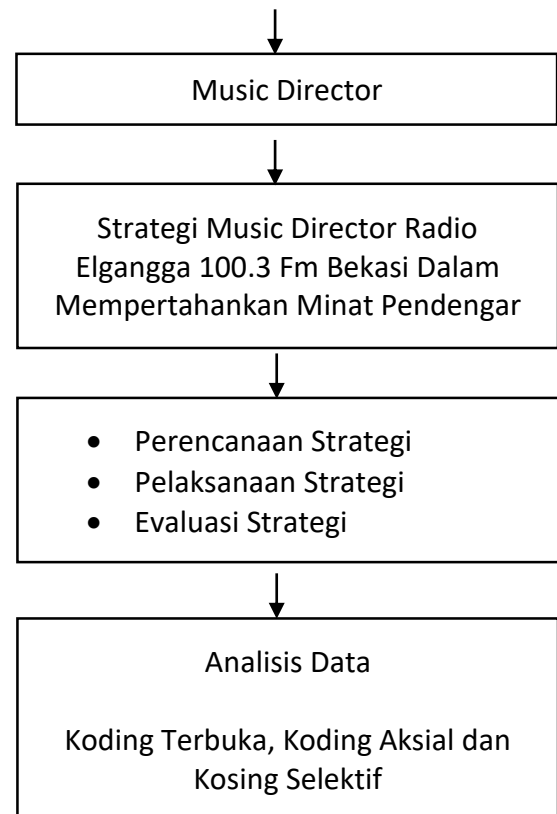 Music Director
Strategi Music Director Radio
Elgangga 100.3 Fm Bekasi Dalam
Mempertahankan Minat Pendengar
• Perencanaan Strategi
• Pelaksanaan Strategi
• Evaluasi Strategi
Analisis Data
Koding Terbuka, Koding Aksial dan
Kosing Selektif